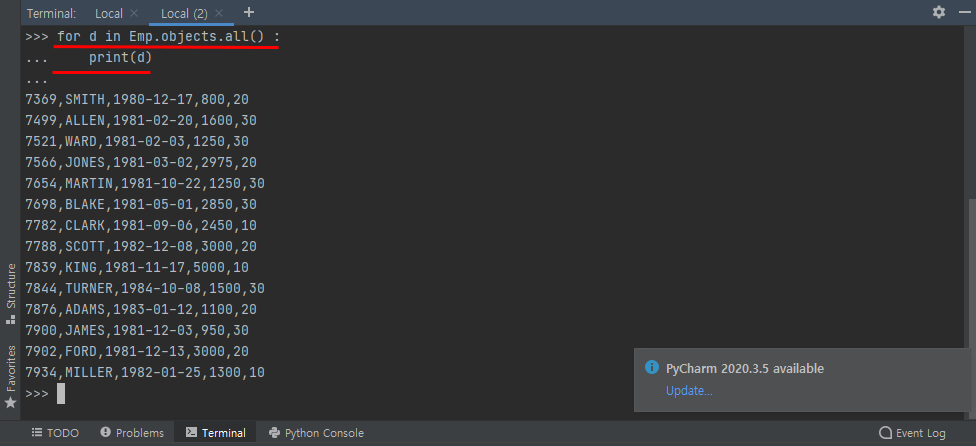 Terminal: Local × Local (2) × +
>>> for d in Emp.objects.all() :
...     print(d)
...
7369,SMITH,1980-12-17,800,20
7499,ALLEN,1981-02-20,1600,30
7521,WARD,1981-02-03,1250,30
7566,JONES,1981-03-02,2975,20
7654,MARTIN,1981-10-22,1250,30
7698,BLAKE,1981-05-01,2850,30
7782,CLARK,1981-09-06,2450,10
7788,SCOTT,1982-12-08,3000,20
7839,KING,1981-11-17,5000,10
7844,TURNER,1984-10-08,1500,30
7876,ADAMS,1983-01-12,1100,20
7900,JAMES,1981-12-03,950,30
7902,FORD,1981-12-13,3000,20
7934,MILLER,1982-01-25,1300,10
>>>
Structure
Favorites
PyCharm 2020.3.5 available
Update...
TODO Problems Terminal Python Console Event Log